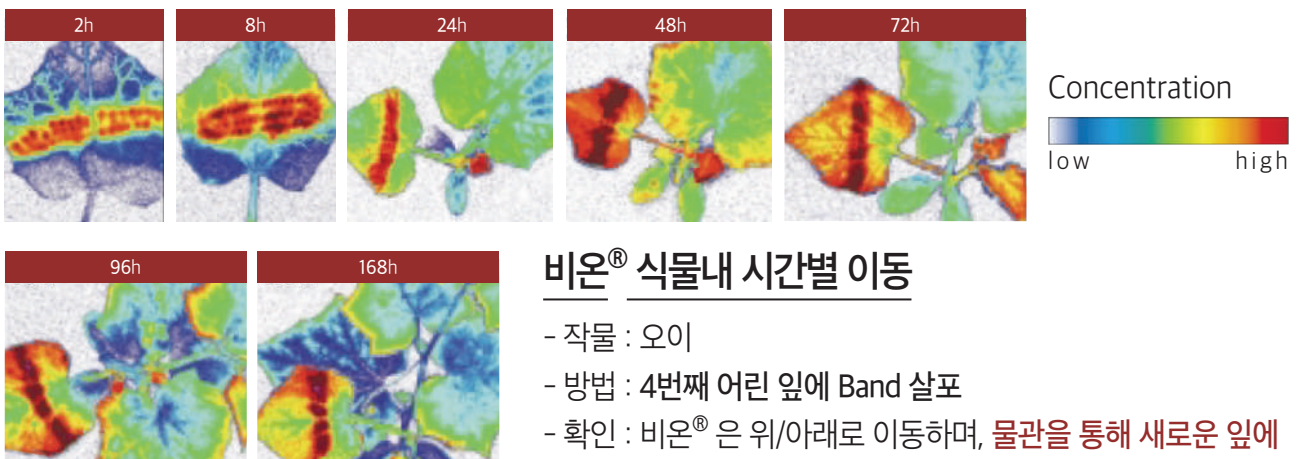 2h
8h
24h
48h
72h
Concentration
low high
96h
168h
비온® 식물내 시간별 이동
- 작물 : 오이
- 방법 : 4번째 어린 잎에 Band 살포
- 확인 : 비온® 은 위/아래로 이동하며, 물관을 통해 새로운 잎에